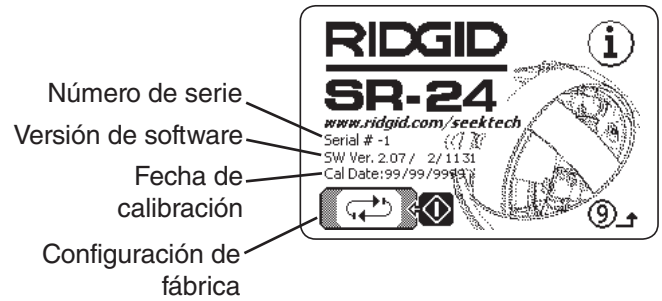 RIDGID
SR-24
www.ridgid.com/seektech
Serial # -1
SW Ver. 2.07 / 2/1131
Cal Date:99/99/9999
i
9
Número de serie
Versión de software
Fecha de
calibración
Configuración de
fábrica